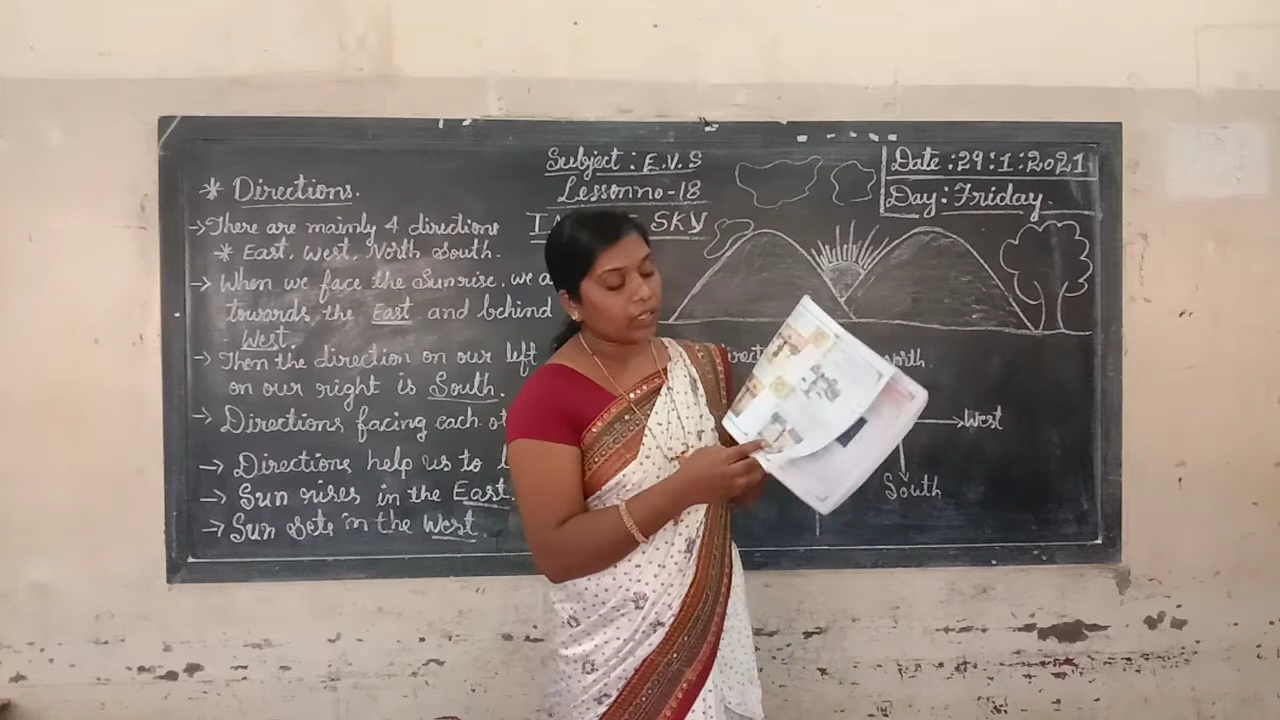 Subject : E.V.S
Lesson no - 18
SKY
Date : 29:1:2021
Day : Friday.
* Directions.
→ There are mainly 4 directions
* East, West, North South.
→ When we face the Sunrise, we a
towards the East and behind
West.
→ Then the direction on our left
on our right is South.
→ Directions facing each
→ Directions help us to
→ Sun rises in the East.
→ Sun sets in the West.
West
South